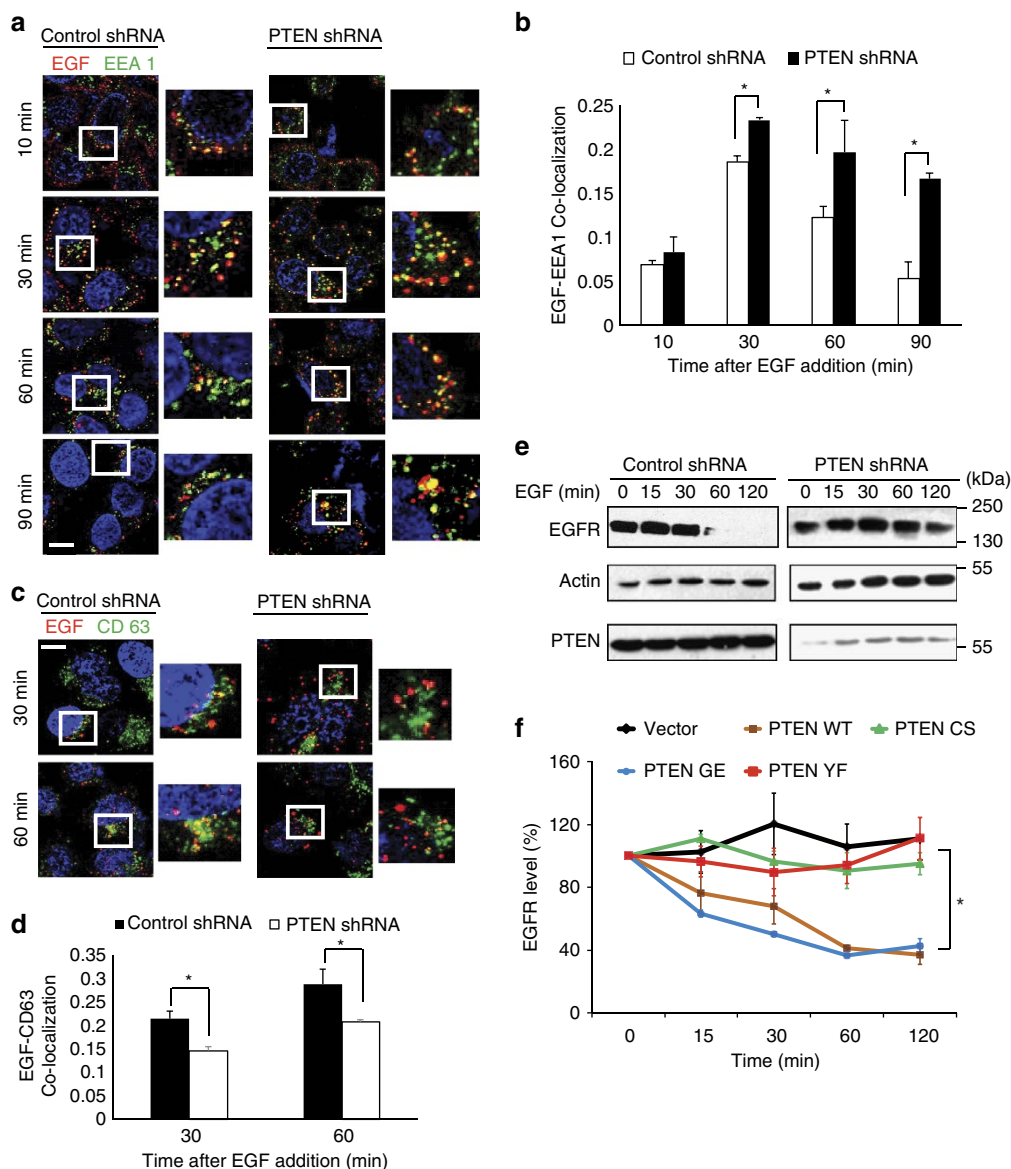 a
Control shRNA PTEN shRNA
EGF EEA 1
10 min
30 min
60 min
90 min
b
Control shRNA PTEN shRNA
EGF-EEA1 Co-localization
0.25
0.2
0.15
0.1
0.05
0
* * *
10 30 60 90
Time after EGF addition (min)
c
Control shRNA PTEN shRNA
EGF CD 63
30 min
60 min
d
Control shRNA PTEN shRNA
EGF-CD63
Co-localization
0.35
0.3
0.25
0.2
0.15
0.1
0.05
0
* *
30 60
Time after EGF addition (min)
e
Control shRNA PTEN shRNA
EGF (min) 0 15 30 60 120 0 15 30 60 120 (kDa)
EGFR 250
130
Actin 55
PTEN 55
f
Vector PTEN WT PTEN CS
PTEN GE PTEN YF
EGFR level (%)
160
120
80
40
0
*
0 15 30 60 120
Time (min)